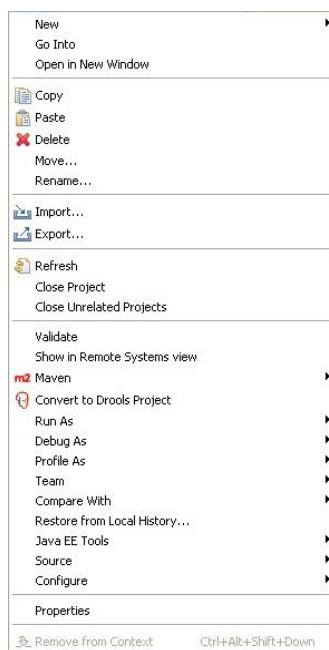 New
Go Into
Open in New Window
Copy
Paste
Delete
Move...
Rename...
Import...
Export...
Refresh
Close Project
Close Unrelated Projects
Validate
Show in Remote Systems view
m2 Maven
Convert to Drools Project
Run As
Debug As
Profile As
Team
Compare With
Restore from Local History...
Java EE Tools
Source
Configure
Properties
Remove from Context Ctrl+Alt+Shift+Down